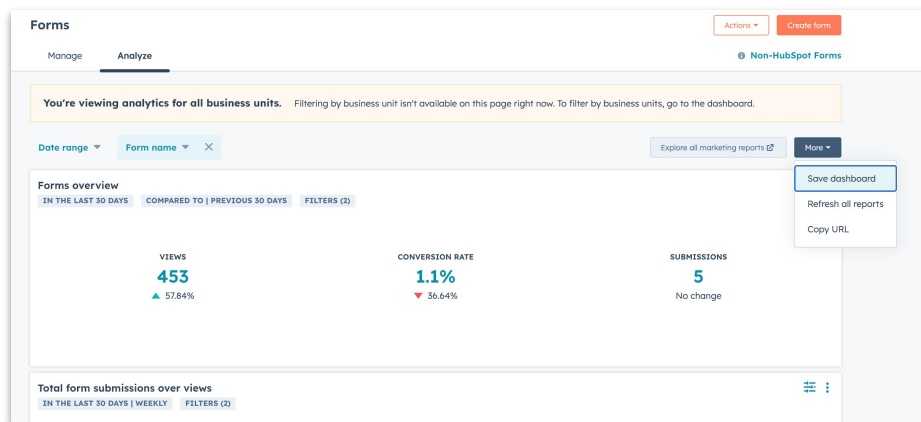 Forms
Actions
Create form
Manage
Analyze
Non-HubSpot Forms
You're viewing analytics for all business units. Filtering by business unit isn't available on this page right now. To filter by business units, go to the dashboard.
Date range
Form name
Explore all marketing reports
More
Save dashboard
Refresh all reports
Copy URL
Forms overview
IN THE LAST 30 DAYS COMPARED TO | PREVIOUS 30 DAYS FILTERS (2)
VIEWS
453
57.84%
CONVERSION RATE
1.1%
36.64%
SUBMISSIONS
5
No change
Total form submissions over views
IN THE LAST 30 DAYS | WEEKLY FILTERS (2)